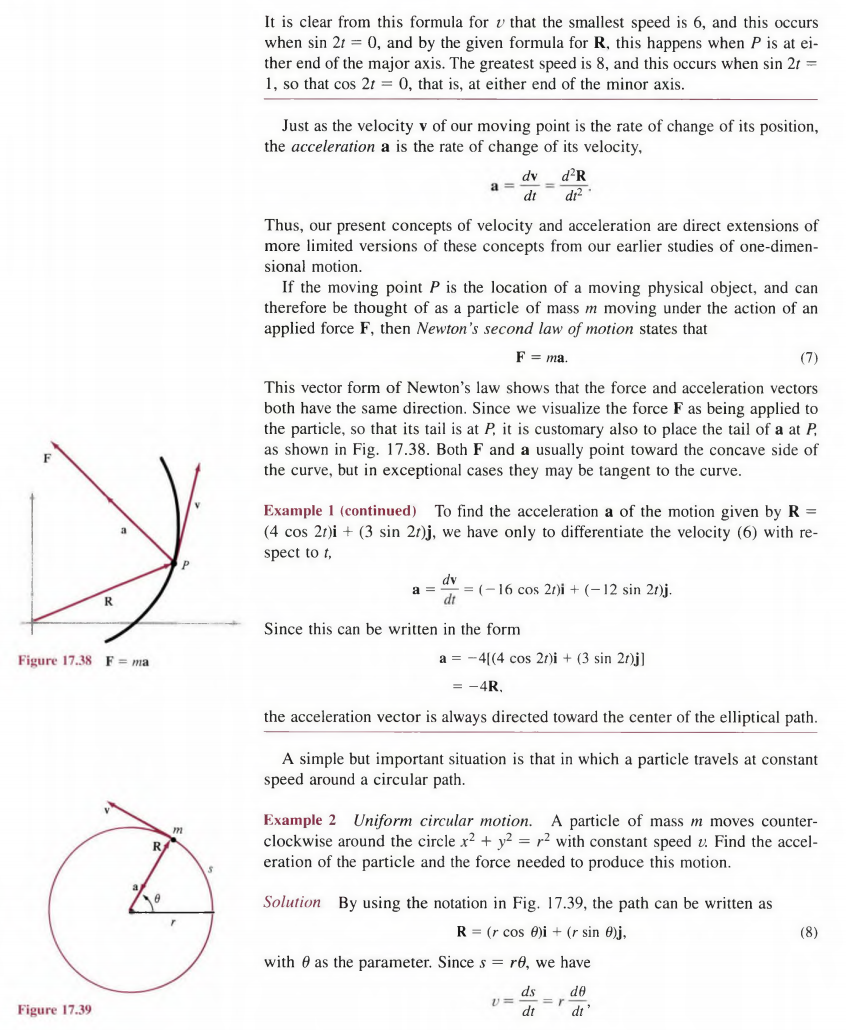 It is clear from this formula for v that the smallest speed is 6, and this occurs
when sin 2t = 0, and by the given formula for R, this happens when P is at ei-
ther end of the major axis. The greatest speed is 8, and this occurs when sin 2t =
1, so that cos 2t = 0, that is, at either end of the minor axis.
Just as the velocity v of our moving point is the rate of change of its position,
the acceleration a is the rate of change of its velocity,
a = dv/dt = d²R/dt².
Thus, our present concepts of velocity and acceleration are direct extensions of
more limited versions of these concepts from our earlier studies of one-dimen-
sional motion.
If the moving point P is the location of a moving physical object, and can
therefore be thought of as a particle of mass m moving under the action of an
applied force F, then Newton's second law of motion states that
F = ma. (7)
This vector form of Newton's law shows that the force and acceleration vectors
both have the same direction. Since we visualize the force F as being applied to
the particle, so that its tail is at P, it is customary also to place the tail of a at P,
as shown in Fig. 17.38. Both F and a usually point toward the concave side of
the curve, but in exceptional cases they may be tangent to the curve.
F
v
a
P
R
Figure 17.38 F = ma
Example 1 (continued) To find the acceleration a of the motion given by R =
(4 cos 2t)i + (3 sin 2t)j, we have only to differentiate the velocity (6) with re-
spect to t,
a = dv/dt = (−16 cos 2t)i + (−12 sin 2t)j.
Since this can be written in the form
a = −4[(4 cos 2t)i + (3 sin 2t)j]
= −4R,
the acceleration vector is always directed toward the center of the elliptical path.
A simple but important situation is that in which a particle travels at constant
speed around a circular path.
Example 2 Uniform circular motion. A particle of mass m moves counter-
clockwise around the circle x² + y² = r² with constant speed v. Find the accel-
eration of the particle and the force needed to produce this motion.
Solution By using the notation in Fig. 17.39, the path can be written as
R = (r cos θ)i + (r sin θ)j, (8)
with θ as the parameter. Since s = rθ, we have
v = ds/dt = r dθ/dt,
v
m
R
s
a
θ
r
Figure 17.39